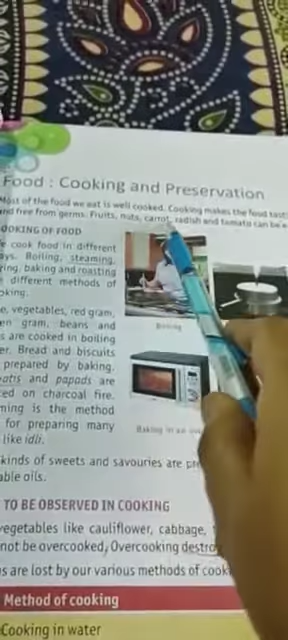 Food : Cooking and Preservation
Most of the food we eat is well cooked. Cooking makes the food tast
and free from germs. Fruits, nuts, carrot, radish and tomato can be
OOKING OF FOOD
e cook food in different
ays. Boiling, steaming,
ing, baking and roasting
different methods of
oking.
e, vegetables, red gram,
en gram, beans and
s are cooked in boiling
er. Bread and biscuits
prepared by baking.
atis and papads are
ed on charcoal fire.
ming is the method
for preparing many
like idli.
Boiling
Baking in an ov
kinds of sweets and savouries are pre
able oils.
TO BE OBSERVED IN COOKING
vegetables like cauliflower, cabbage,
not be overcooked, Overcooking destro
s are lost by our various methods of cook
Method of cooking
Cooking in water